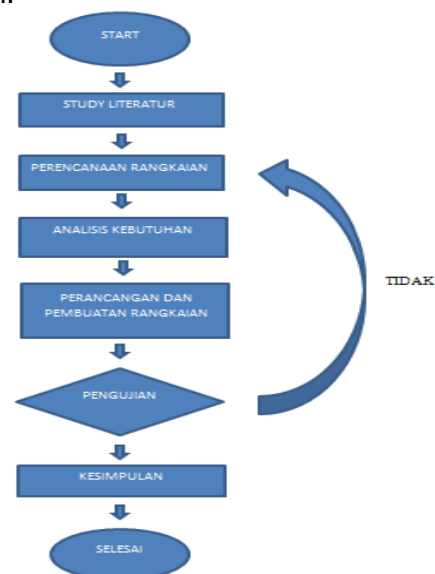 START
STUDY LITERATUR
PERENCANAAN RANGKAIAN
ANALISIS KEBUTUHAN
PERANCANGAN DAN
PEMBUATAN RANGKAIAN
TIDAK
PENGUJIAN
KESIMPULAN
SELESAI